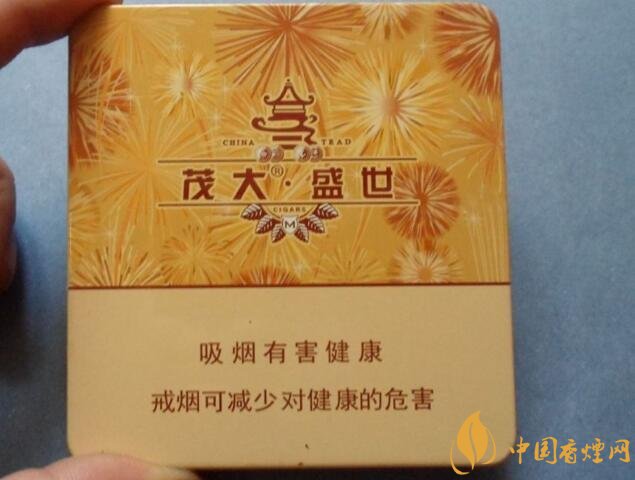 CHINA TRAD
茂大®·盛世
CIGARS
M
吸烟有害健康
戒烟可减少对健康的危害
中国香煙网